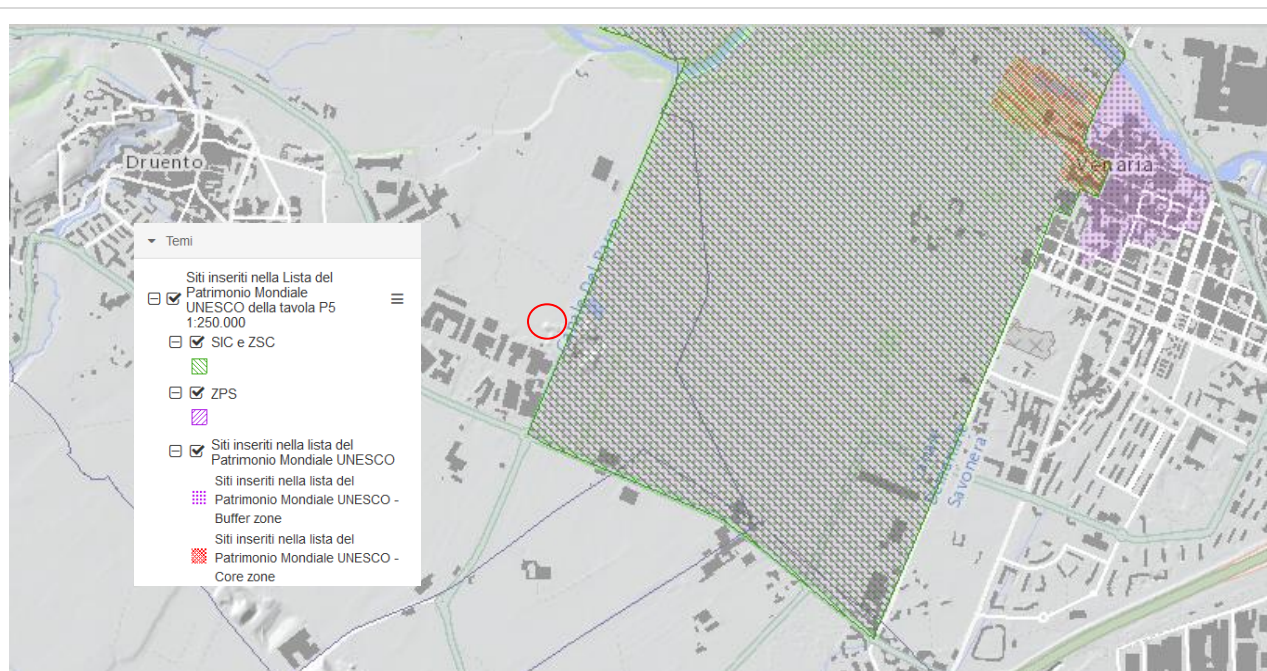 Druento
Venaria
Temi
Siti inseriti nella Lista del
Patrimonio Mondiale
UNESCO della tavola P5
1:250.000
SIC e ZSC
ZPS
Siti inseriti nella lista del
Patrimonio Mondiale UNESCO
Siti inseriti nella lista del
Patrimonio Mondiale UNESCO -
Buffer zone
Siti inseriti nella lista del
Patrimonio Mondiale UNESCO -
Core zone
Savonera